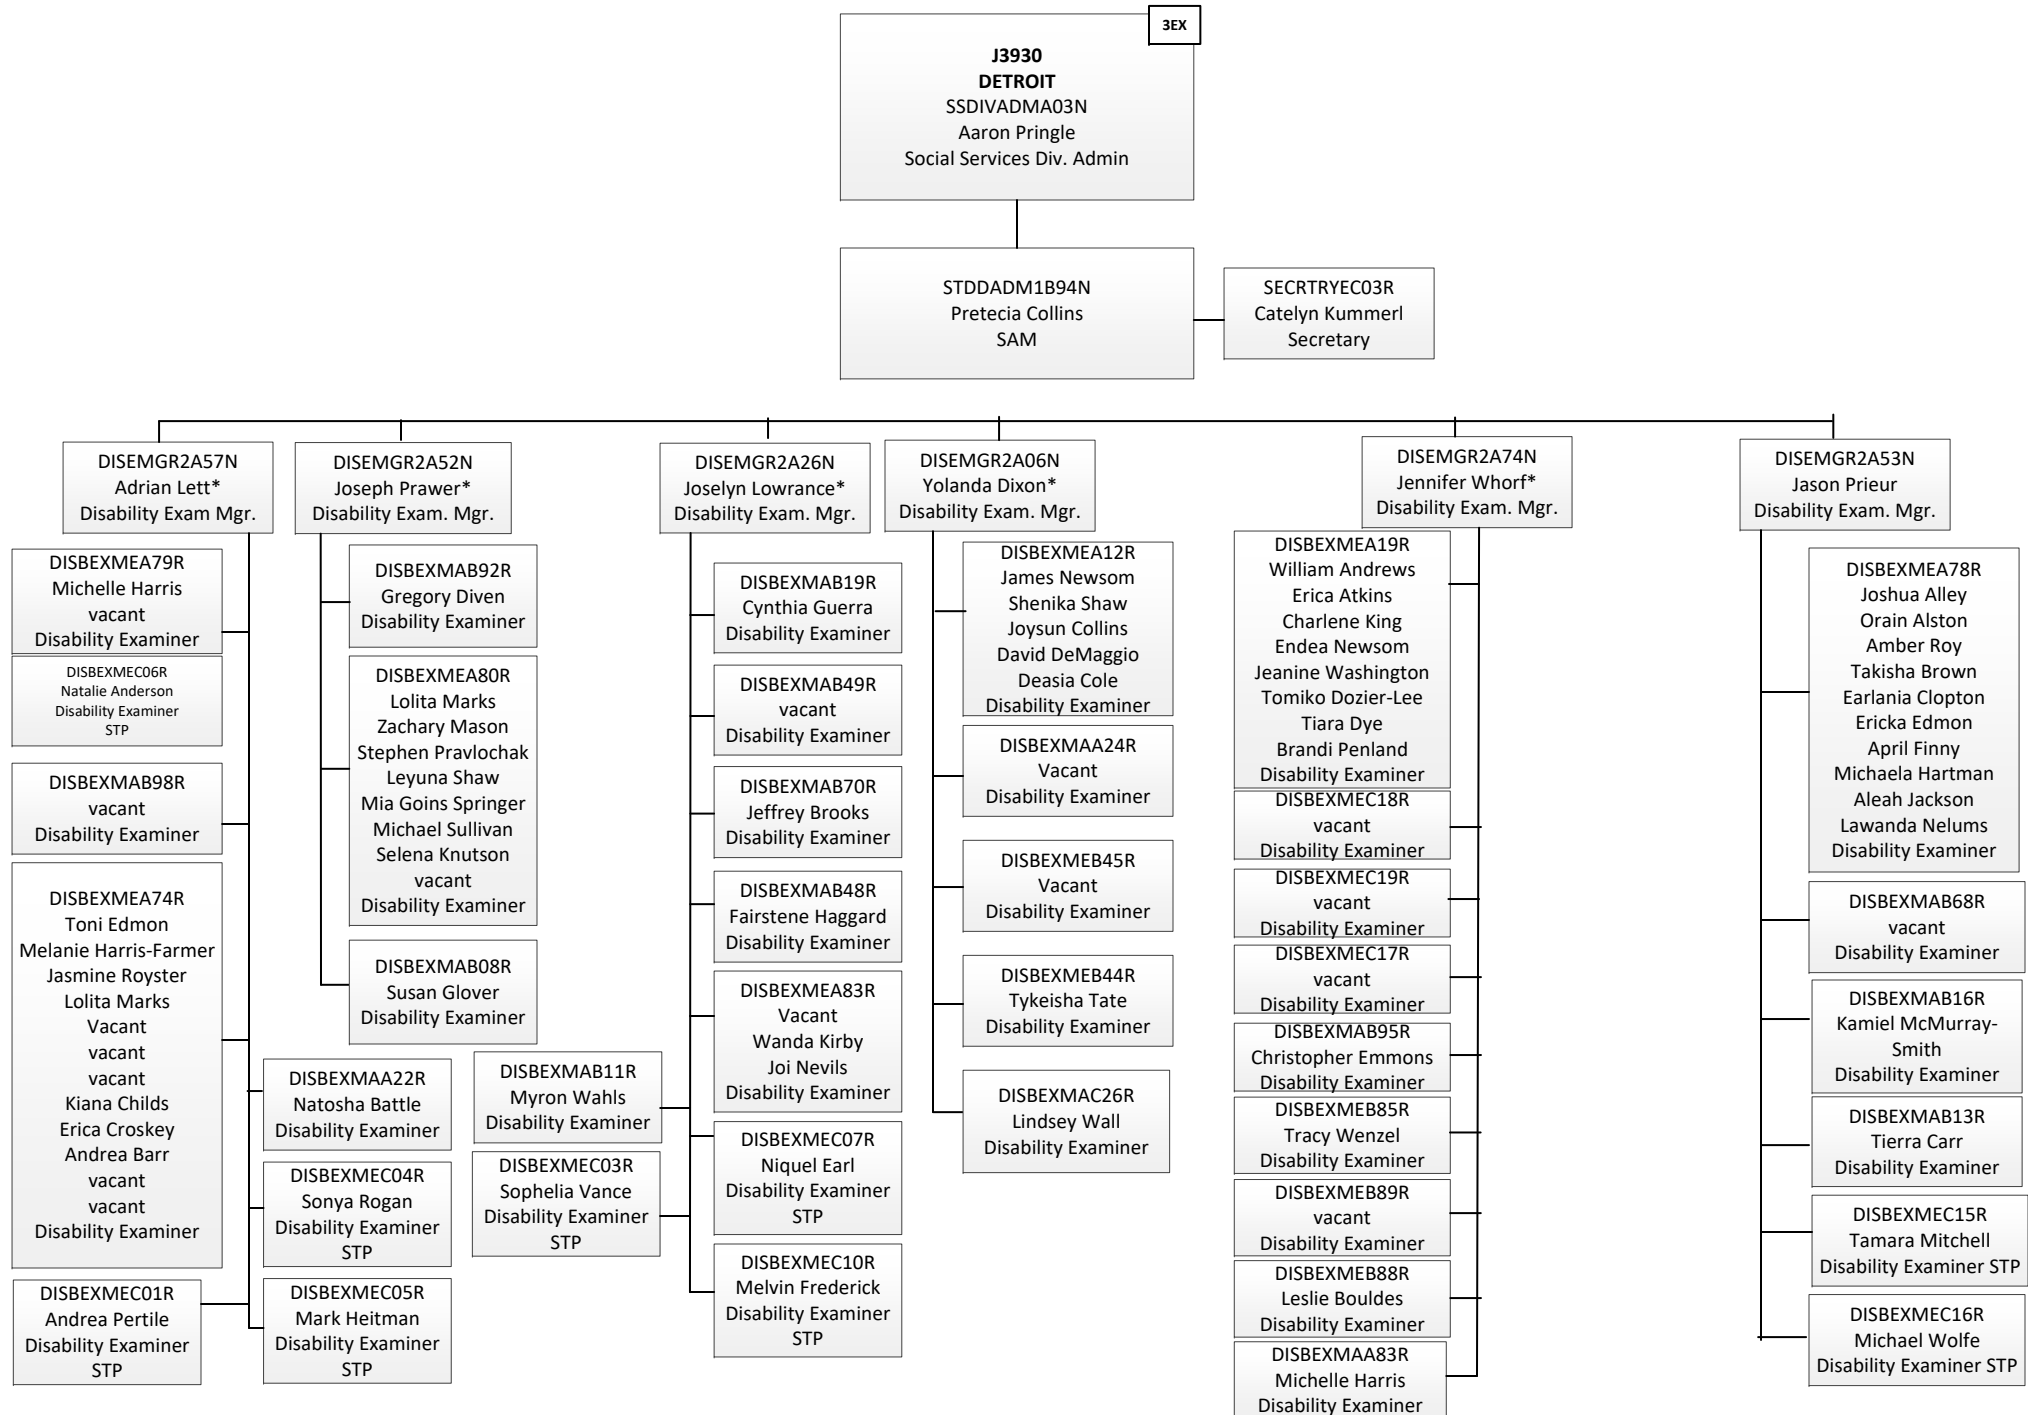 3EX
J3930
DETROIT
SSDIVADMA03N
Aaron Pringle
Social Services Div. Admin
STDDADM1B94N
Pretecia Collins
SAM
SECRTRYEC03R
Catelyn Kummerl
Secretary
DISEMGR2A57N
Adrian Lett*
Disability Exam Mgr.
DISBEXMEA79R
Michelle Harris
vacant
Disability Examiner
DISBEXMEC06R
Natalie Anderson
Disability Examiner
STP
DISBEXMAB98R
vacant
Disability Examiner
DISBEXMEA74R
Toni Edmon
Melanie Harris-Farmer
Jasmine Royster
Lolita Marks
Vacant
vacant
vacant
Kiana Childs
Erica Croskey
Andrea Barr
vacant
vacant
Disability Examiner
DISBEXMEC01R
Andrea Pertile
Disability Examiner
STP
DISBEXMAA22R
Natosha Battle
Disability Examiner
DISBEXMEC04R
Sonya Rogan
Disability Examiner
STP
DISBEXMEC05R
Mark Heitman
Disability Examiner
STP
DISEMGR2A52N
Joseph Prawer*
Disability Exam. Mgr.
DISBEXMAB92R
Gregory Diven
Disability Examiner
DISBEXMEA80R
Lolita Marks
Zachary Mason
Stephen Pravlochak
Leyuna Shaw
Mia Goins Springer
Michael Sullivan
Selena Knutson
vacant
Disability Examiner
DISBEXMAB08R
Susan Glover
Disability Examiner
DISEMGR2A26N
Joselyn Lowrance*
Disability Exam. Mgr.
DISBEXMAB19R
Cynthia Guerra
Disability Examiner
DISBEXMAB49R
vacant
Disability Examiner
DISBEXMAB70R
Jeffrey Brooks
Disability Examiner
DISBEXMAB48R
Fairstene Haggard
Disability Examiner
DISBEXMEA83R
Vacant
Wanda Kirby
Joi Nevils
Disability Examiner
DISBEXMAB11R
Myron Wahls
Disability Examiner
DISBEXMEC03R
Sophelia Vance
Disability Examiner
STP
DISBEXMEC07R
Niquel Earl
Disability Examiner
STP
DISBEXMEC10R
Melvin Frederick
Disability Examiner
STP
DISEMGR2A06N
Yolanda Dixon*
Disability Exam. Mgr.
DISBEXMEA12R
James Newsom
Shenika Shaw
Joysun Collins
David DeMaggio
Deasia Cole
Disability Examiner
DISBEXMAA24R
Vacant
Disability Examiner
DISBEXMEB45R
Vacant
Disability Examiner
DISBEXMEB44R
Tykeisha Tate
Disability Examiner
DISBEXMAC26R
Lindsey Wall
Disability Examiner
DISEMGR2A74N
Jennifer Whorf*
Disability Exam. Mgr.
DISBEXMEA19R
William Andrews
Erica Atkins
Charlene King
Endea Newsom
Jeanine Washington
Tomiko Dozier-Lee
Tiara Dye
Brandi Penland
Disability Examiner
DISBEXMEC18R
vacant
Disability Examiner
DISBEXMEC19R
vacant
Disability Examiner
DISBEXMEC17R
vacant
Disability Examiner
DISBEXMAB95R
Christopher Emmons
Disability Examiner
DISBEXMEB85R
Tracy Wenzel
Disability Examiner
DISBEXMEB89R
vacant
Disability Examiner
DISBEXMEB88R
Leslie Bouldes
Disability Examiner
DISBEXMAA83R
Michelle Harris
Disability Examiner
DISEMGR2A53N
Jason Prieur
Disability Exam. Mgr.
DISBEXMEA78R
Joshua Alley
Orain Alston
Amber Roy
Takisha Brown
Earlania Clopton
Ericka Edmon
April Finny
Michaela Hartman
Aleah Jackson
Lawanda Nelums
Disability Examiner
DISBEXMAB68R
vacant
Disability Examiner
DISBEXMAB16R
Kamiel McMurray-
Smith
Disability Examiner
DISBEXMAB13R
Tierra Carr
Disability Examiner
DISBEXMEC15R
Tamara Mitchell
Disability Examiner STP
DISBEXMEC16R
Michael Wolfe
Disability Examiner STP